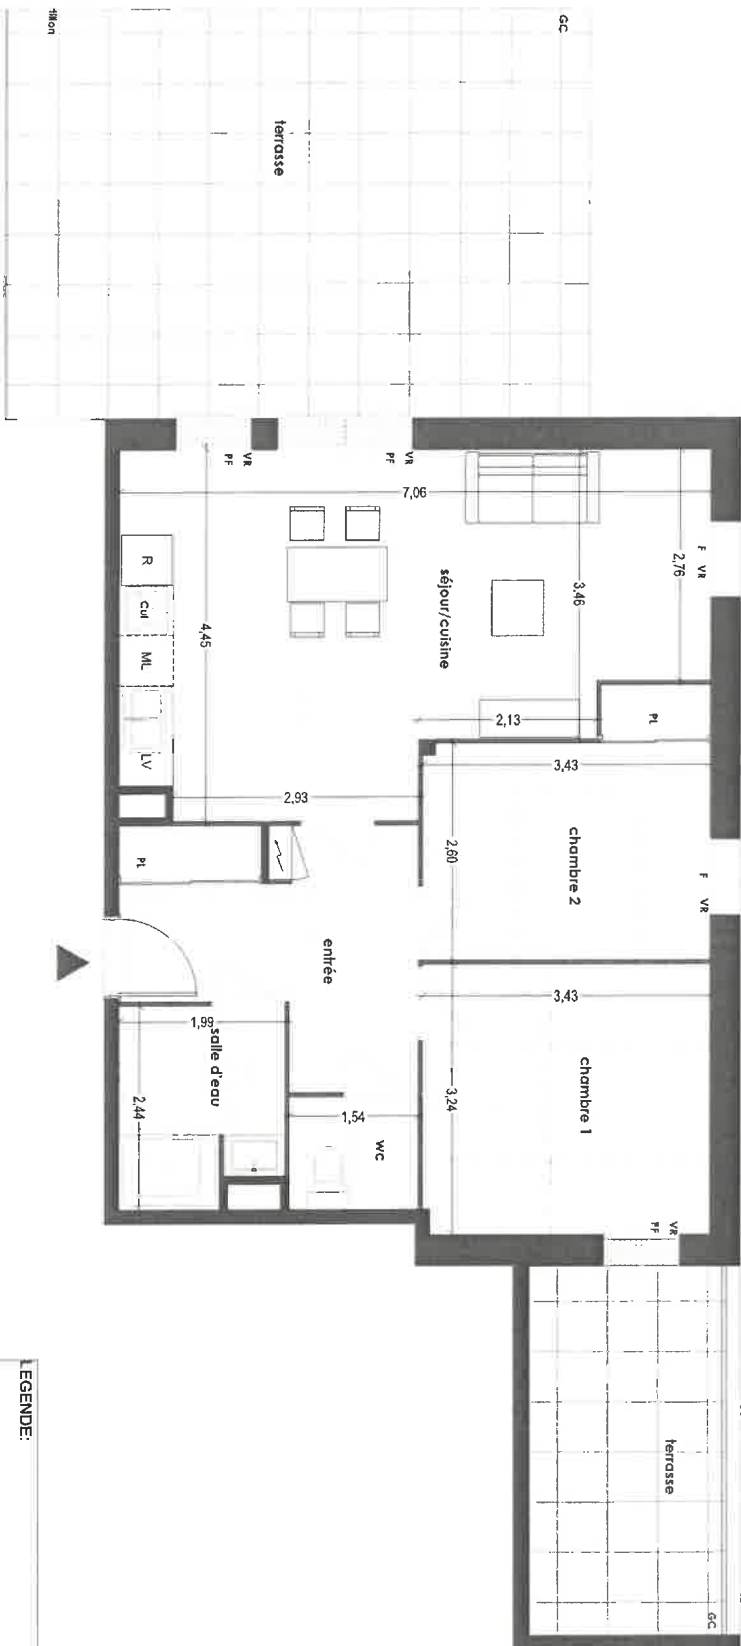 GC
terrasse
VR
PF
VR
PF
7,06
F VR
2,76
3,46
séjour/cuisine
R
Cui
ML
LV
4,45
2,13
PL
2,93
3,43
2,60
chambre 2
F VR
PL
entrée
3,43
chambre 1
3,24
1,99
salle d'eau
2,44
1,54
WC
VR
PF
terrasse
GC
LEGENDE: